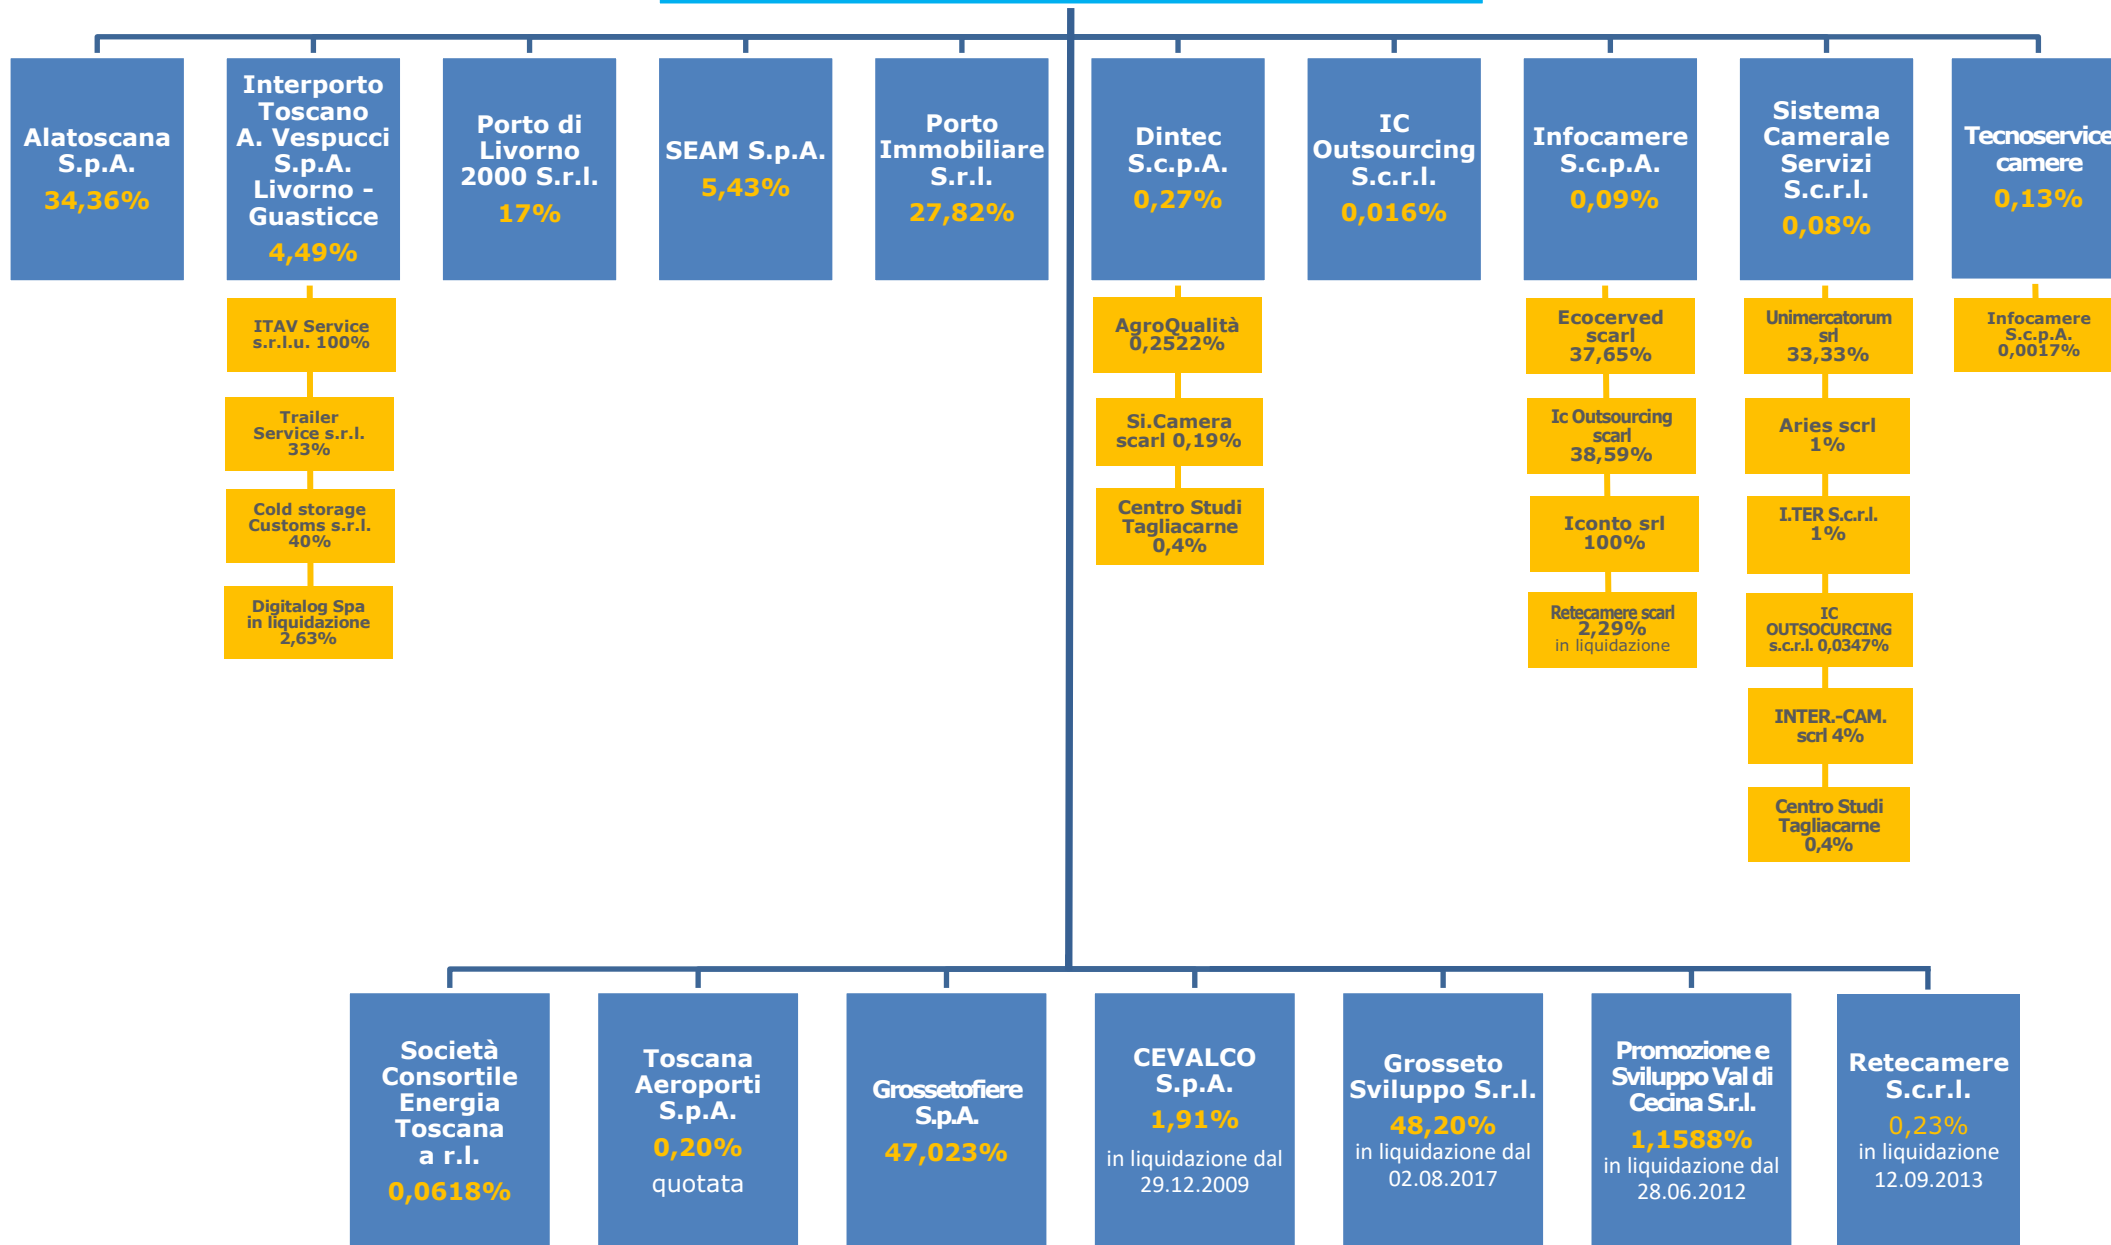 Alatoscana
S.p.A.
34,36%
Interporto
Toscano
A. Vespucci
S.p.A.
Livorno –
Guasticce
4,49%
Porto di
Livorno
2000 S.r.l.
17%
SEAM S.p.A.
5,43%
Porto
Immobiliare
S.r.l.
27,82%
Dintec
S.c.p.A.
0,27%
IC
Outsourcing
S.c.r.l.
0,016%
Infocamere
S.c.p.A.
0,09%
Sistema
Camerale
Servizi
S.c.r.l.
0,08%
Tecnoservice
camere
0,13%
ITAV Service
s.r.l.u. 100%
Trailer
Service s.r.l.
33%
Cold storage
Customs s.r.l.
40%
Digitalog Spa
in liquidazione
2,63%
AgroQualità
0,2522%
Si.Camera
scarl 0,19%
Centro Studi
Tagliacarne
0,4%
Ecocerved
scarl
37,65%
Ic Outsourcing
scarl
38,59%
Iconto srl
100%
Retecamere scarl
2,29%
in liquidazione
Unimercatorum
srl
33,33%
Aries scrl
1%
I.TER S.c.r.l.
1%
IC
OUTSOCURCING
s.c.r.l. 0,0347%
INTER.-CAM.
scrl 4%
Centro Studi
Tagliacarne
0,4%
Infocamere
S.c.p.A.
0,0017%
Società
Consortile
Energia
Toscana
a r.l.
0,0618%
Toscana
Aeroporti
S.p.A.
0,20%
quotata
Grossetofiere
S.p.A.
47,023%
CEVALCO
S.p.A.
1,91%
in liquidazione dal
29.12.2009
Grosseto
Sviluppo S.r.l.
48,20%
in liquidazione dal
02.08.2017
Promozione e
Sviluppo Val di
Cecina S.r.l.
1,1588%
in liquidazione dal
28.06.2012
Retecamere
S.c.r.l.
0,23%
in liquidazione
12.09.2013